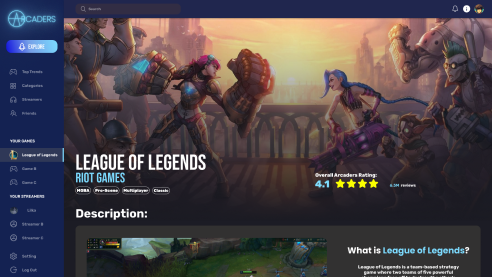 ARCADERS
Search
EXPLORE
Top Trends
Categories
Streamers
Friends
YOUR GAMES
League of Legends
Game B
Game C
YOUR STREAMERS
Streamer B
Streamer C
Setting
Log Out
LEAGUE OF LEGENDS
RIOT GAMES
MOBA
Pro-Scene
Multiplayer
Classic
Overall Arcaders Rating:
4.1
reviews
Description:
What is League of Legends?
League of Legends is a team-based strategy
game where two teams of five powerful